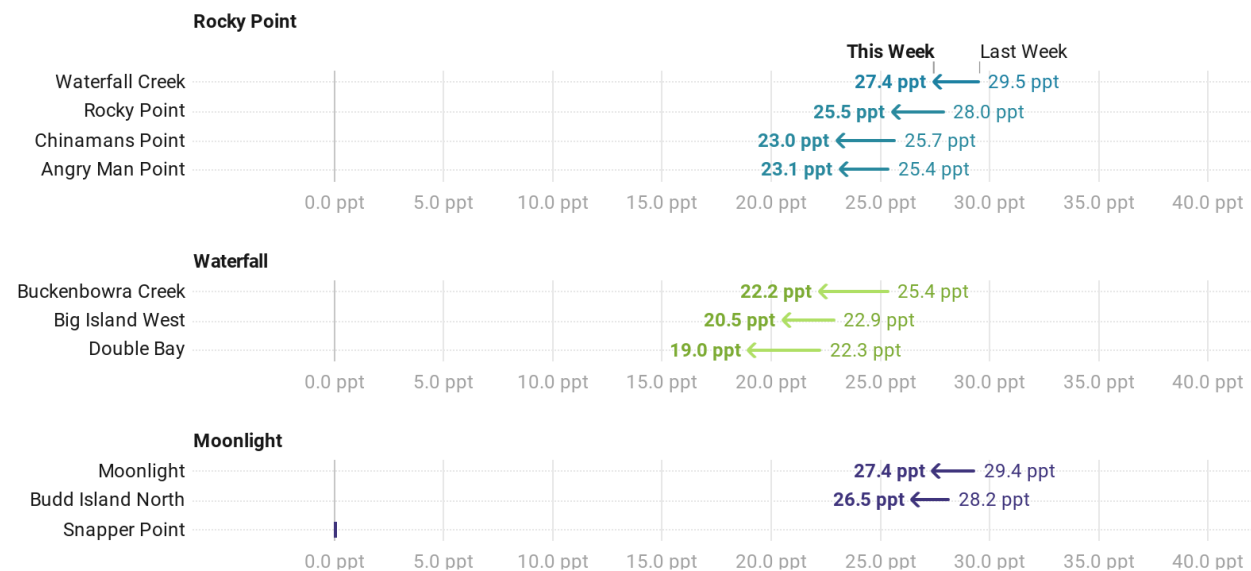 Rocky Point
This Week Last Week
Waterfall Creek 27.4 ppt 29.5 ppt
Rocky Point 25.5 ppt 28.0 ppt
Chinamans Point 23.0 ppt 25.7 ppt
Angry Man Point 23.1 ppt 25.4 ppt
0.0 ppt 5.0 ppt 10.0 ppt 15.0 ppt 20.0 ppt 25.0 ppt 30.0 ppt 35.0 ppt 40.0 ppt
Waterfall
Buckenbowra Creek 22.2 ppt 25.4 ppt
Big Island West 20.5 ppt 22.9 ppt
Double Bay 19.0 ppt 22.3 ppt
0.0 ppt 5.0 ppt 10.0 ppt 15.0 ppt 20.0 ppt 25.0 ppt 30.0 ppt 35.0 ppt 40.0 ppt
Moonlight
Moonlight 27.4 ppt 29.4 ppt
Budd Island North 26.5 ppt 28.2 ppt
Snapper Point
0.0 ppt 5.0 ppt 10.0 ppt 15.0 ppt 20.0 ppt 25.0 ppt 30.0 ppt 35.0 ppt 40.0 ppt